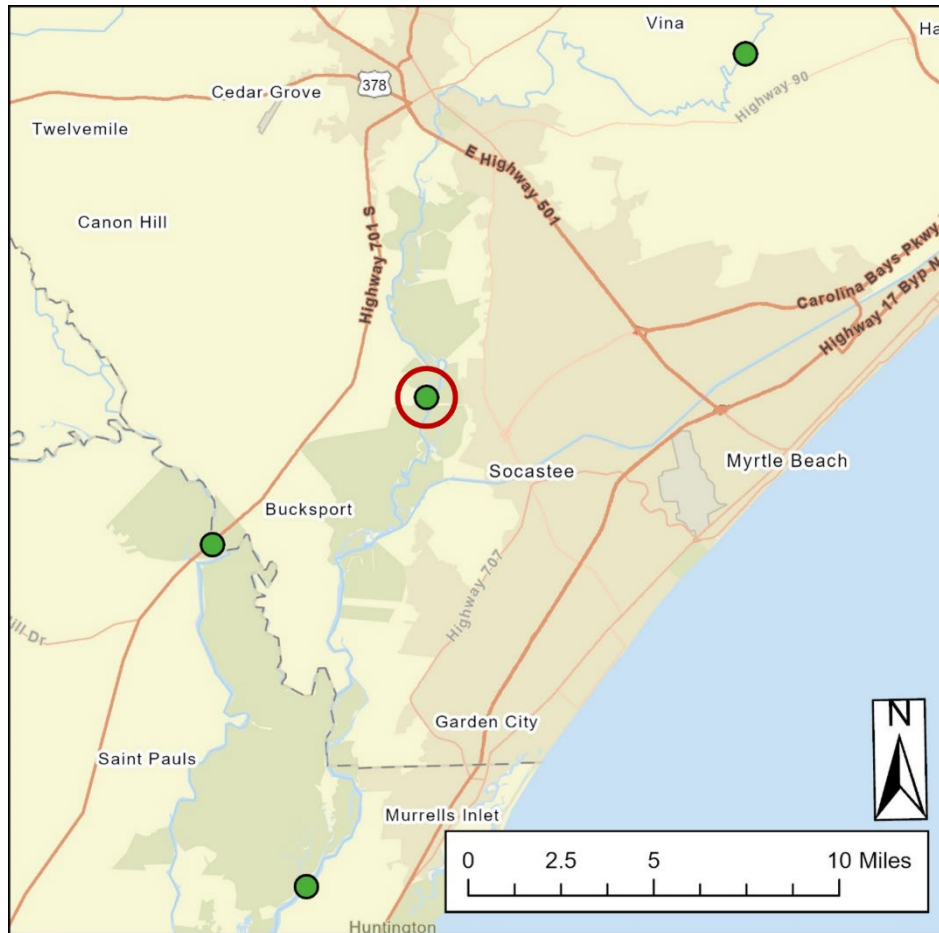 Vina
Ha
378
Cedar Grove
Highway 90
Twelvemile
E Highway 501
Canon Hill
Highway 701 S
Carolina Bays Pkwy
Highway 17 Byp N
Socastee
Myrtle Beach
Bucksport
Highway 707
ill Dr
Garden City
N
Saint Pauls
Murrells Inlet
0 2.5 5 10 Miles
Huntington